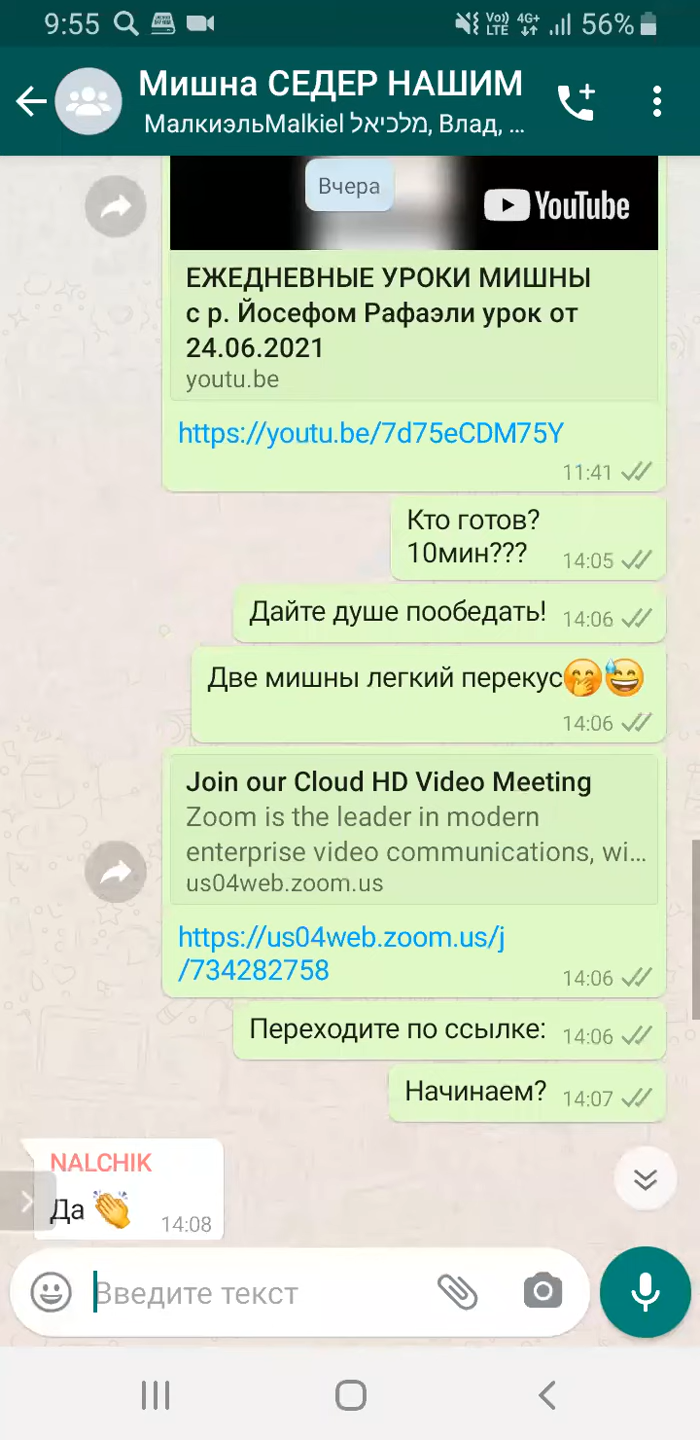 9:55 Vo)) LTE 4G+ 56%
Мишна СЕДЕР НАШИМ
МалкиэльMalkiel מלכיאל, Влад, ...
Вчера
YouTube
ЕЖЕДНЕВНЫЕ УРОКИ МИШНЫ
с р. Йосефом Рафаэли урок от
24.06.2021
youtu.be
https://youtu.be/7d75eCDM75Y
11:41
Кто готов?
10мин???
14:05
Дайте душе пообедать! 14:06
Две мишны легкий перекус🤭😅
14:06
Join our Cloud HD Video Meeting
Zoom is the leader in modern
enterprise video communications, wi...
us04web.zoom.us
https://us04web.zoom.us/j
/734282758
14:06
Переходите по ссылке: 14:06
Начинаем? 14:07
NALCHIK
Да 👏 14:08
Введите текст